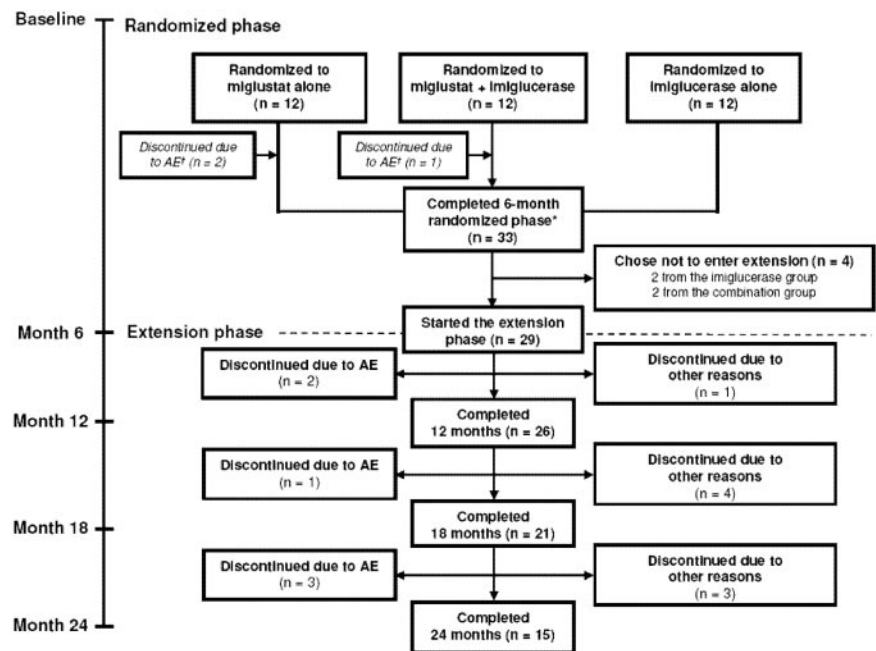 Baseline
Randomized phase
Randomized to
miglustat alone
(n = 12)
Randomized to
miglustat + imiglucerase
(n = 12)
Randomized to
imiglucerase alone
(n = 12)
Discontinued due
to AE† (n = 2)
Discontinued due
to AE† (n = 1)
Completed 6-month
randomized phase*
(n = 33)
Chose not to enter extension (n = 4)
2 from the imiglucerase group
2 from the combination group
Month 6
Extension phase
Started the extension
phase (n = 29)
Discontinued due to AE
(n = 2)
Discontinued due to
other reasons
(n = 1)
Month 12
Completed
12 months (n = 26)
Discontinued due to AE
(n = 1)
Discontinued due to
other reasons
(n = 4)
Month 18
Completed
18 months (n = 21)
Discontinued due to AE
(n = 3)
Discontinued due to
other reasons
(n = 3)
Month 24
Completed
24 months (n = 15)